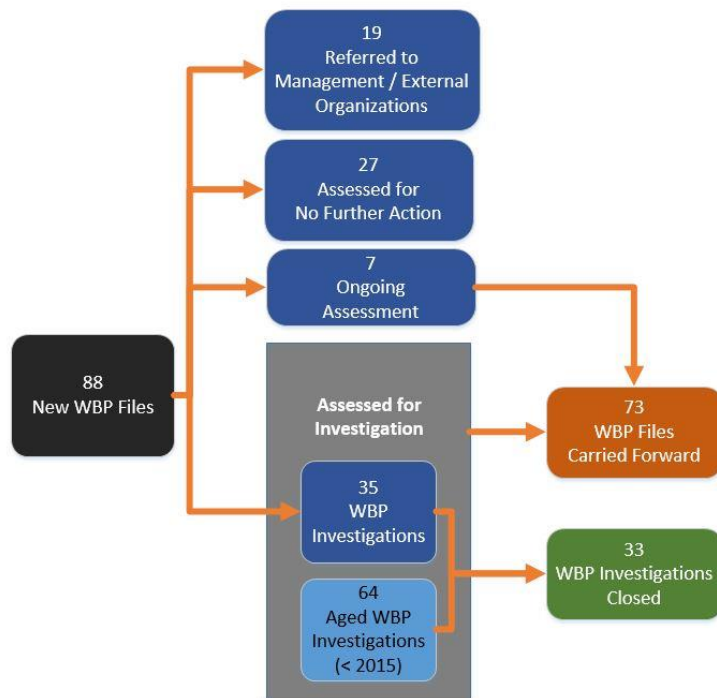 19
Referred to
Management / External
Organizations
27
Assessed for
No Further Action
7
Ongoing
Assessment
88
New WBP Files
Assessed for
Investigation
35
WBP
Investigations
64
Aged WBP
Investigations
(< 2015)
73
WBP Files
Carried Forward
33
WBP Investigations
Closed